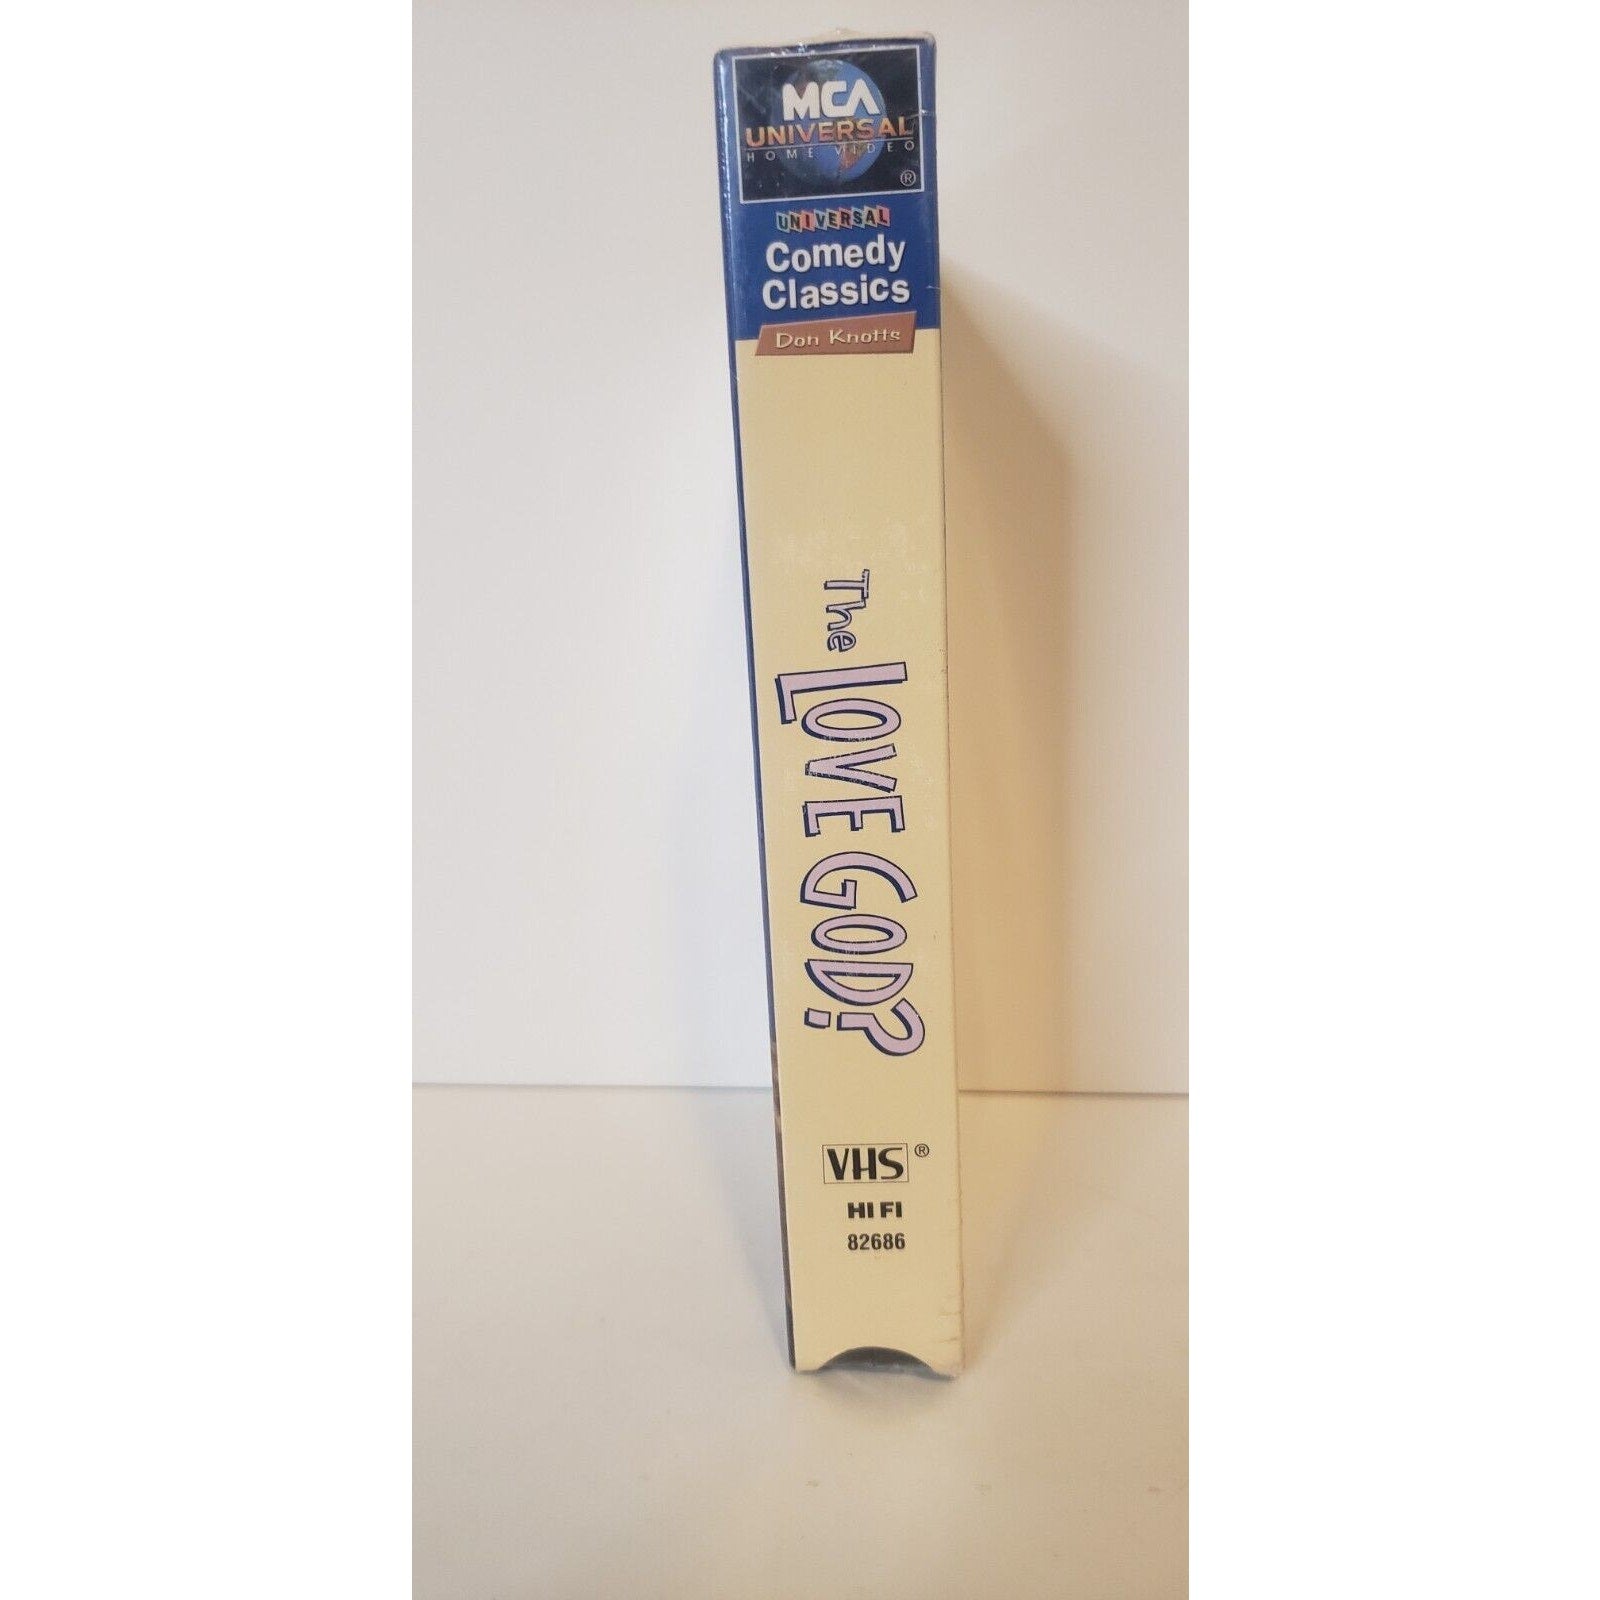 MCA
UNIVERSAL
HOME VIDEO
®
UNIVERSAL
Comedy
Classics
Don Knotts
The LOVE GOD?
VHS ®
HI FI
82686